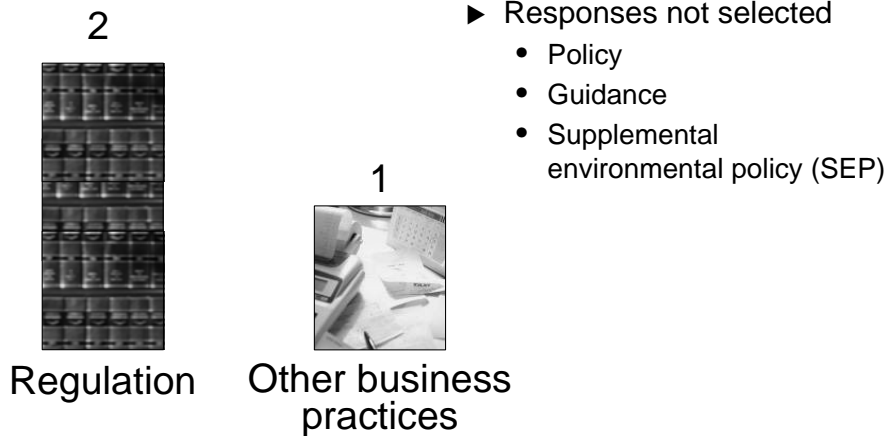 2
Regulation
1
Other business
practices
► Responses not selected
• Policy
• Guidance
• Supplemental
environmental policy (SEP)